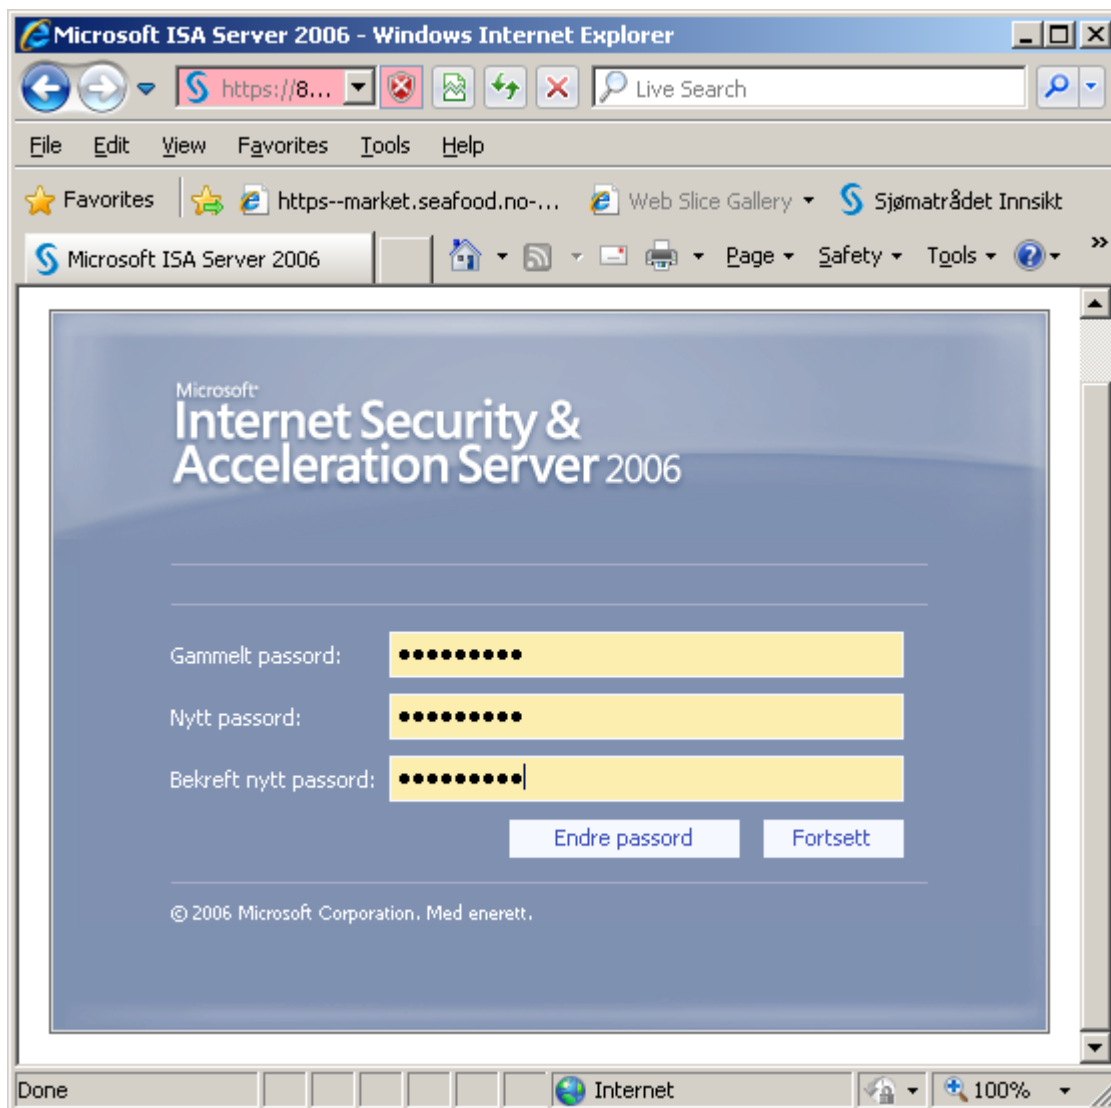 Microsoft ISA Server 2006 - Windows Internet Explorer
https://8... Live Search
File Edit View Favorites Tools Help
Favorites https--market.seafood.no-... Web Slice Gallery Sjømatrådet Innsikt
Microsoft ISA Server 2006 Page Safety Tools »
Microsoft
Internet Security &
Acceleration Server 2006
Gammelt passord: ●●●●●●●●●
Nytt passord: ●●●●●●●●●
Bekreft nytt passord: ●●●●●●●●●
Endre passord Fortsett
© 2006 Microsoft Corporation. Med enerett.
Done Internet 100%